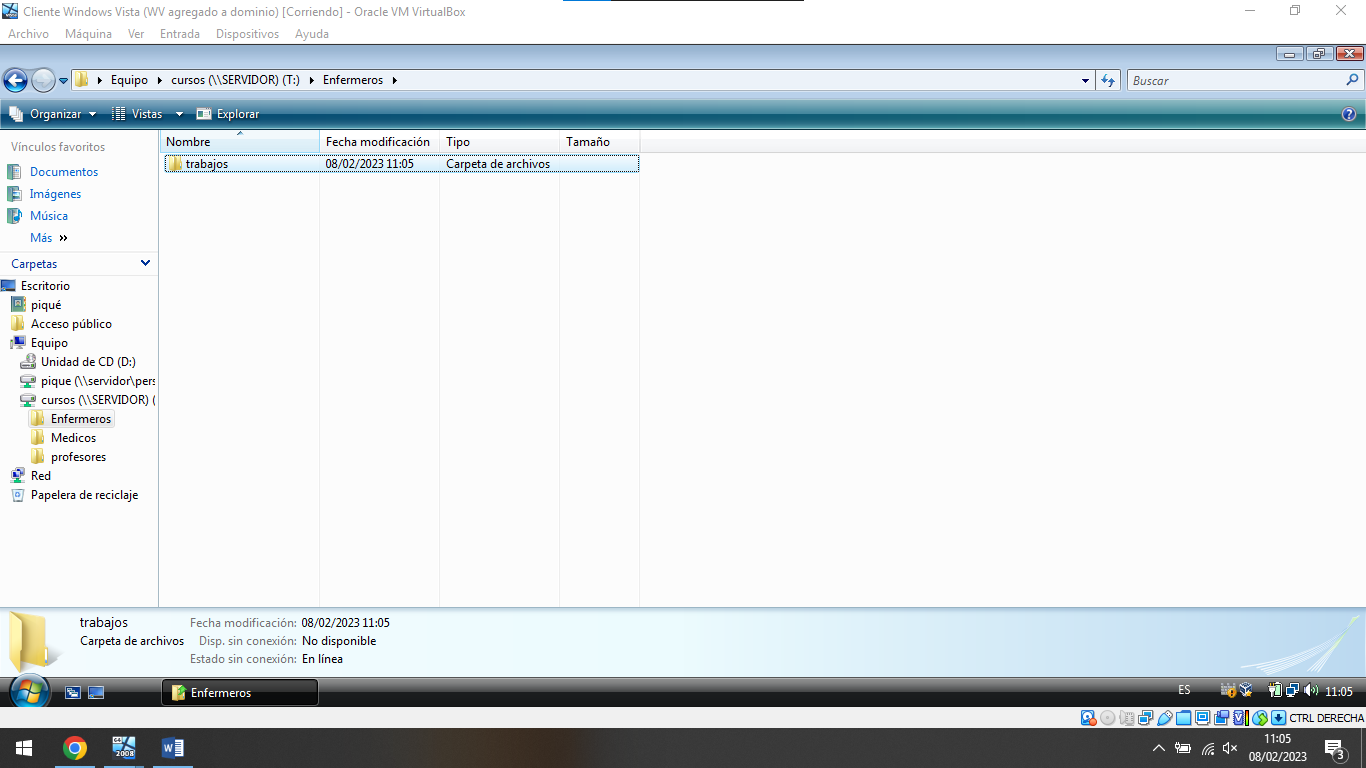 Cliente Windows Vista (WV agregado a dominio) [Corriendo] - Oracle VM VirtualBox
Archivo Máquina Ver Entrada Dispositivos Ayuda
Equipo cursos (\\SERVIDOR) (T:) Enfermeros
Buscar
Organizar Vistas Explorar
Vínculos favoritos
Documentos
Imágenes
Música
Más »
Carpetas
Escritorio
piqué
Acceso público
Equipo
Unidad de CD (D:)
pique (\\servidor\pers
cursos (\\SERVIDOR) (
Enfermeros
Medicos
profesores
Red
Papelera de reciclaje
Nombre Fecha modificación Tipo Tamaño
trabajos 08/02/2023 11:05 Carpeta de archivos
trabajos Fecha modificación: 08/02/2023 11:05
Carpeta de archivos Disp. sin conexión: No disponible
Estado sin conexión: En línea
Enfermeros ES 11:05
CTRL DERECHA
64
2008
W
11:05
08/02/2023
3